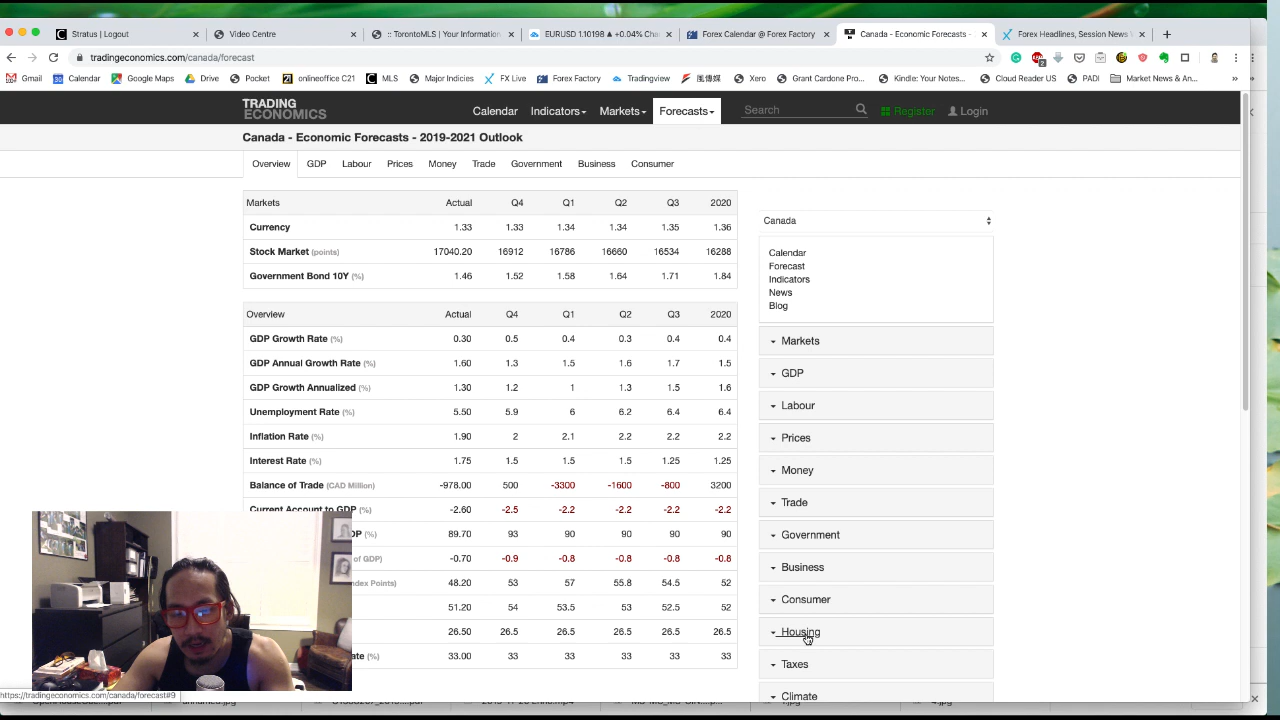 Stratus | Logout
Video Centre
:: TorontoMLS | Your Information
EURUSD 1.10198 ▲ +0.04% Cha
Forex Calendar @ Forex Factory
Canada - Economic Forecasts -
Forex Headlines, Session News
tradingeconomics.com/canada/forecast
Gmail Calendar Google Maps Drive Pocket onlineoffice C21 MLS Major Indicies FX Live Forex Factory Tradingview 風傳媒 Xero Grant Cardone Pro... Kindle: Your Notes... Cloud Reader US PADI Market News & An...
TRADING ECONOMICS
Calendar Indicators Markets Forecasts Search Register Login
Canada - Economic Forecasts - 2019-2021 Outlook
Overview GDP Labour Prices Money Trade Government Business Consumer
Markets Actual Q4 Q1 Q2 Q3 2020
Currency 1.33 1.33 1.34 1.34 1.35 1.36
Stock Market (points) 17040.20 16912 16786 16660 16534 16288
Government Bond 10Y (%) 1.46 1.52 1.58 1.64 1.71 1.84
Overview Actual Q4 Q1 Q2 Q3 2020
GDP Growth Rate (%) 0.30 0.5 0.4 0.3 0.4 0.4
GDP Annual Growth Rate (%) 1.60 1.3 1.5 1.6 1.7 1.5
GDP Growth Annualized (%) 1.30 1.2 1 1.3 1.5 1.6
Unemployment Rate (%) 5.50 5.9 6 6.2 6.4 6.4
Inflation Rate (%) 1.90 2 2.1 2.2 2.2 2.2
Interest Rate (%) 1.75 1.5 1.5 1.5 1.25 1.25
Balance of Trade (CAD Million) -978.00 500 -3300 -1600 -800 3200
Current Account to GDP (%) -2.60 -2.5 -2.2 -2.2 -2.2 -2.2
DP (%) 89.70 93 90 90 90 90
of GDP) -0.70 -0.9 -0.8 -0.8 -0.8 -0.8
ndex Points) 48.20 53 57 55.8 54.5 52
51.20 54 53.5 53 52.5 52
26.50 26.5 26.5 26.5 26.5 26.5
ate (%) 33.00 33 33 33 33 33
Canada
Calendar
Forecast
Indicators
News
Blog
Markets
GDP
Labour
Prices
Money
Trade
Government
Business
Consumer
Housing
Taxes
Climate
https://tradingeconomics.com/canada/forecast#9